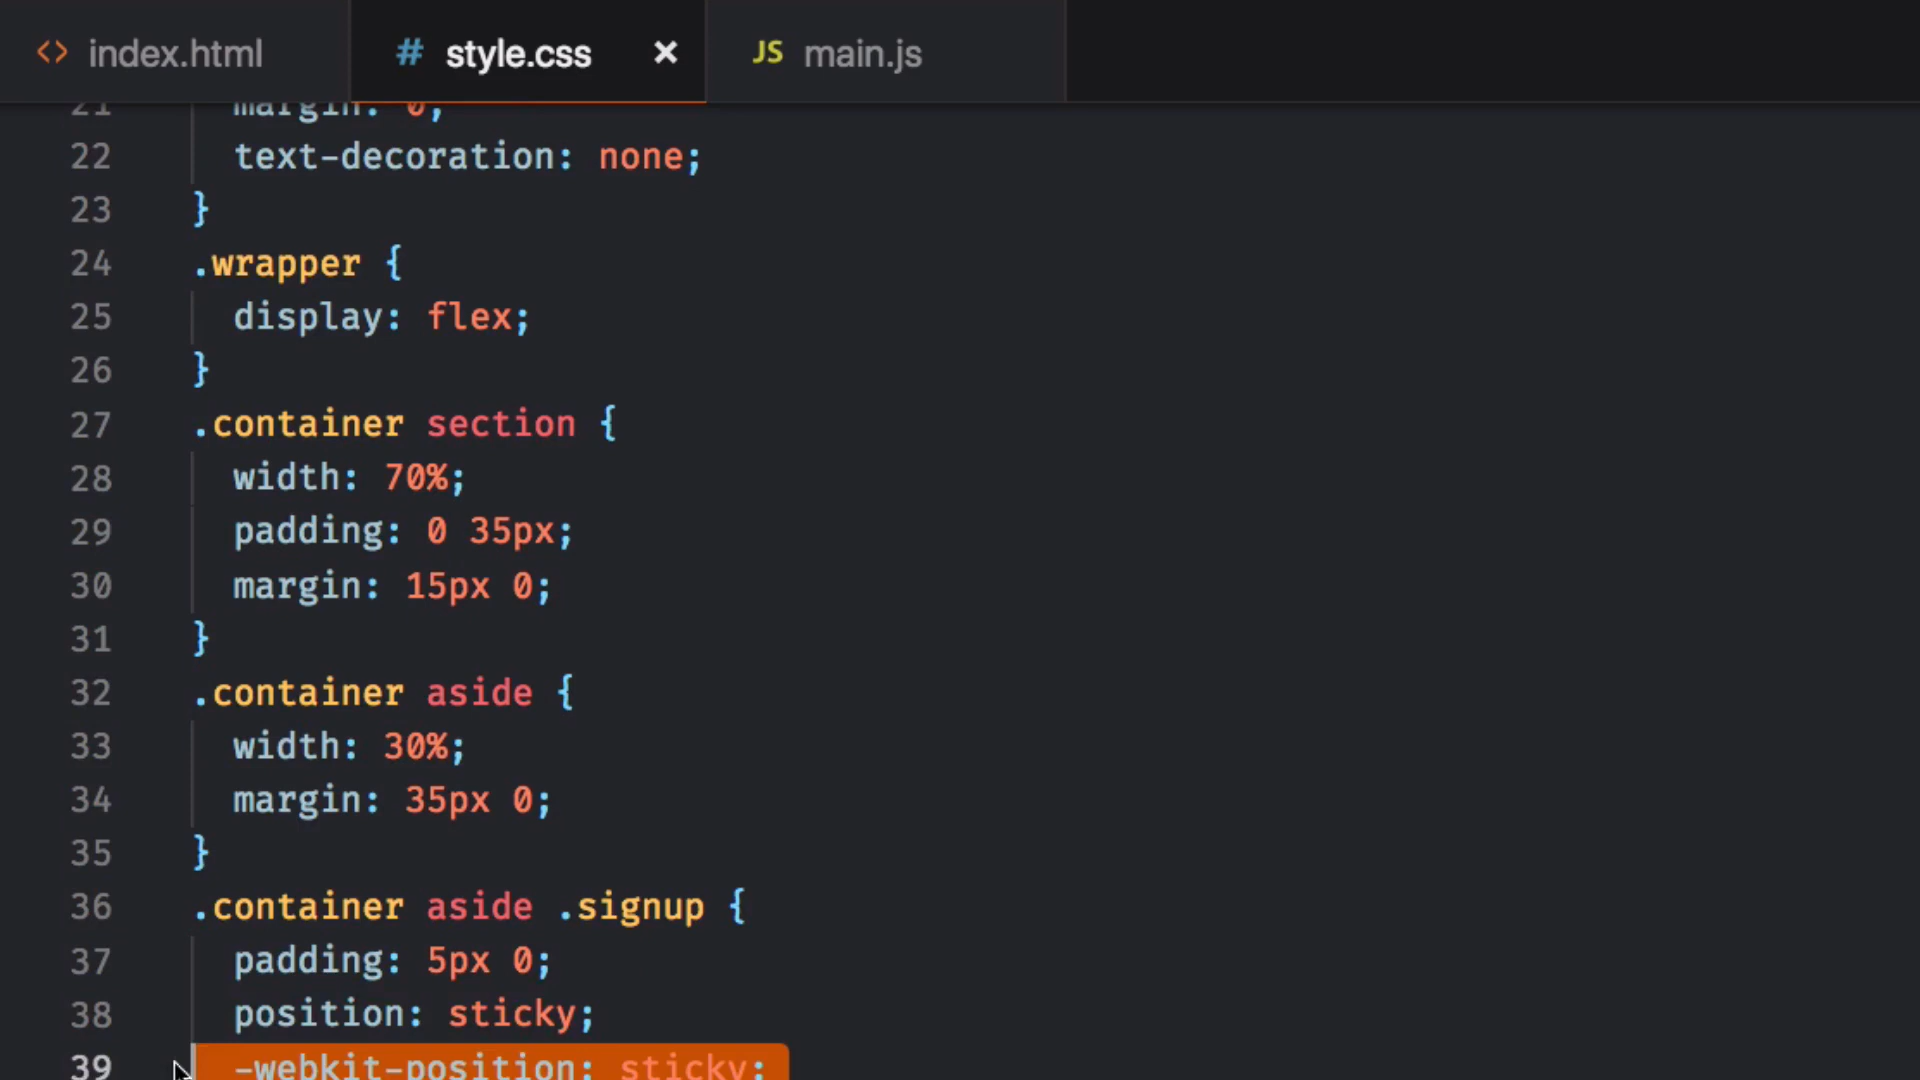 <> index.html # style.css × JS main.js
21 margin: 0;
22 text-decoration: none;
23 }
24 .wrapper {
25 display: flex;
26 }
27 .container section {
28 width: 70%;
29 padding: 0 35px;
30 margin: 15px 0;
31 }
32 .container aside {
33 width: 30%;
34 margin: 35px 0;
35 }
36 .container aside .signup {
37 padding: 5px 0;
38 position: sticky;
39 -webkit-position: sticky;